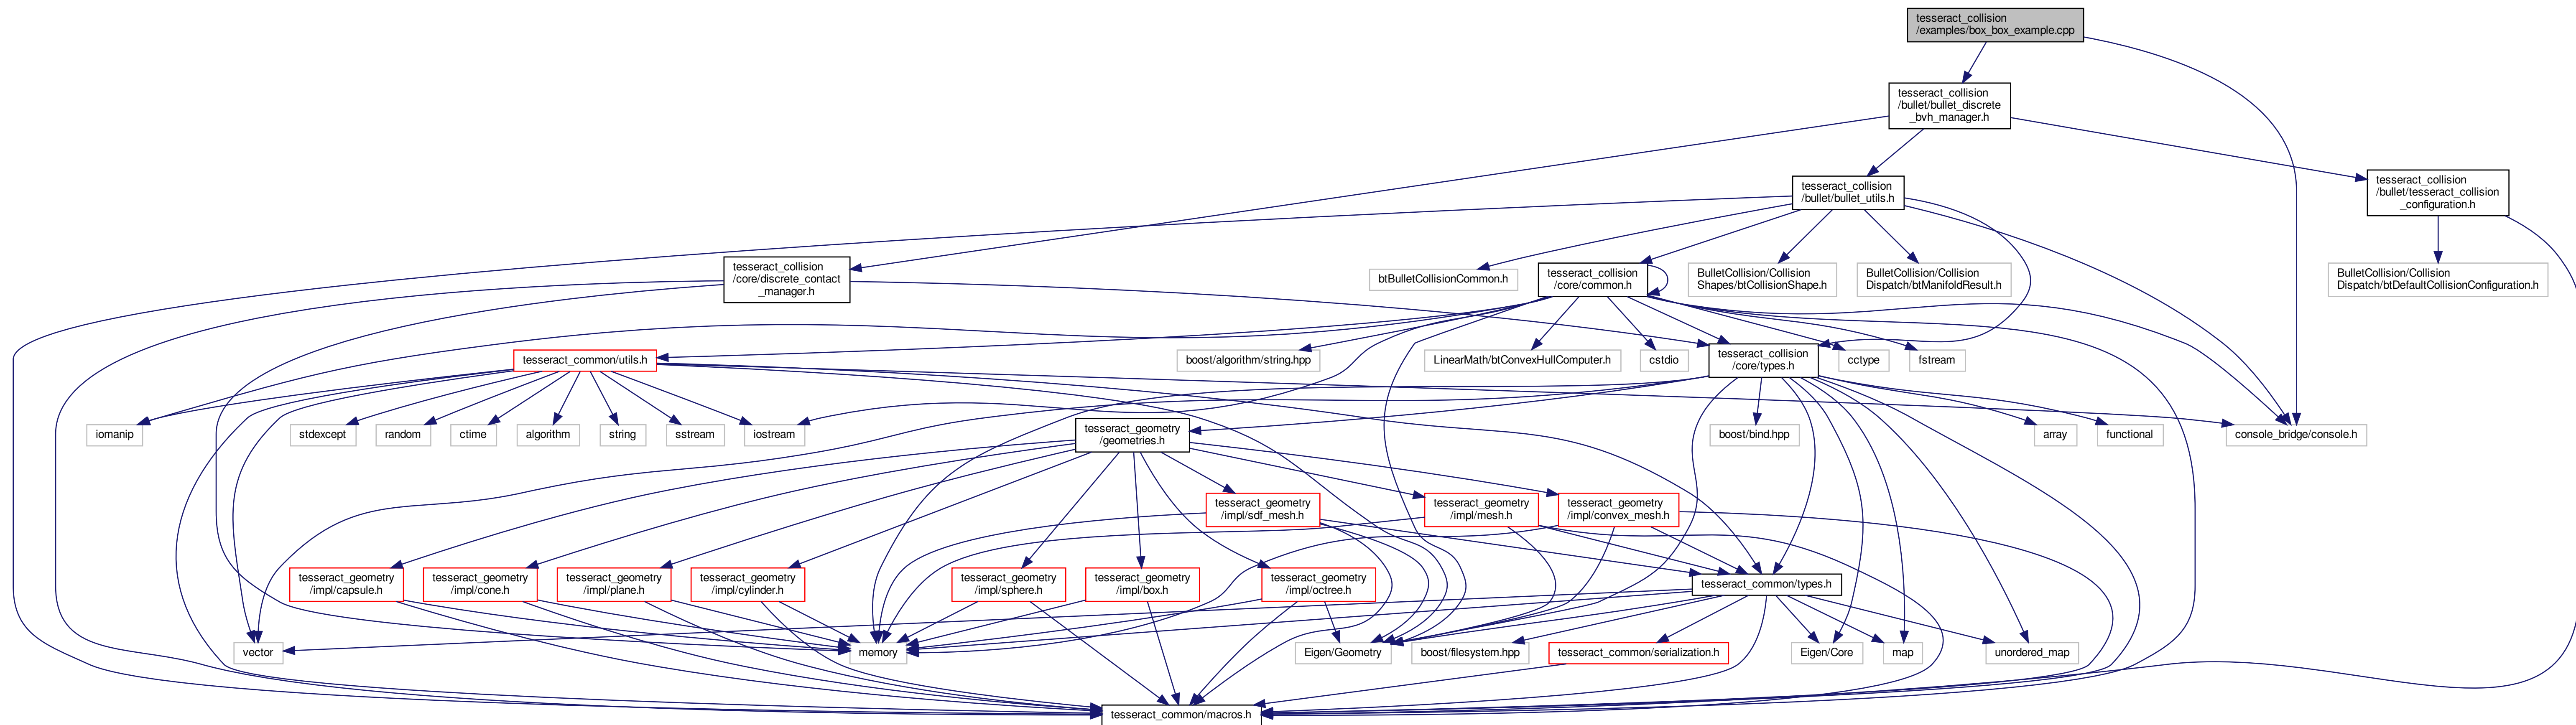 tesseract_collision
/examples/box_box_example.cpp
tesseract_collision
/bullet/bullet_discrete
_bvh_manager.h
tesseract_collision
/bullet/bullet_utils.h
tesseract_collision
/bullet/tesseract_collision
_configuration.h
tesseract_collision
/core/discrete_contact
_manager.h
btBulletCollisionCommon.h
tesseract_collision
/core/common.h
BulletCollision/Collision
Shapes/btCollisionShape.h
BulletCollision/Collision
Dispatch/btManifoldResult.h
BulletCollision/Collision
Dispatch/btDefaultCollisionConfiguration.h
tesseract_common/utils.h
boost/algorithm/string.hpp
LinearMath/btConvexHullComputer.h
cstdio
tesseract_collision
/core/types.h
cctype
fstream
iomanip
stdexcept
random
ctime
algorithm
string
sstream
iostream
tesseract_geometry
/geometries.h
boost/bind.hpp
array
functional
console_bridge/console.h
tesseract_geometry
/impl/sdf_mesh.h
tesseract_geometry
/impl/mesh.h
tesseract_geometry
/impl/convex_mesh.h
tesseract_geometry
/impl/capsule.h
tesseract_geometry
/impl/cone.h
tesseract_geometry
/impl/plane.h
tesseract_geometry
/impl/cylinder.h
tesseract_geometry
/impl/sphere.h
tesseract_geometry
/impl/box.h
tesseract_geometry
/impl/octree.h
tesseract_common/types.h
vector
memory
Eigen/Geometry
boost/filesystem.hpp
tesseract_common/serialization.h
Eigen/Core
map
unordered_map
tesseract_common/macros.h